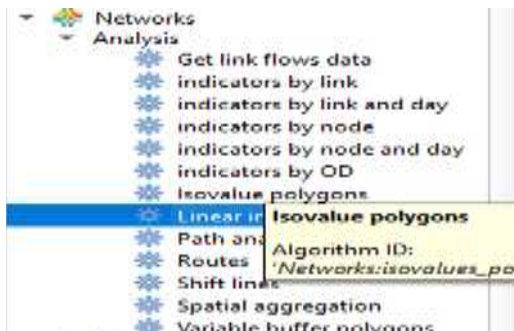 Networks
Analysis
Get link flows data
indicators by link
indicators by link and day
indicators by node
indicators by node and day
indicators by OD
Isovalue polygons
Linear in
Isovalue polygons
Path ana
Algorithm ID:
Routes
'Networks:isovalues_po
Shift lines
Spatial aggregation
Variable buffer polygons